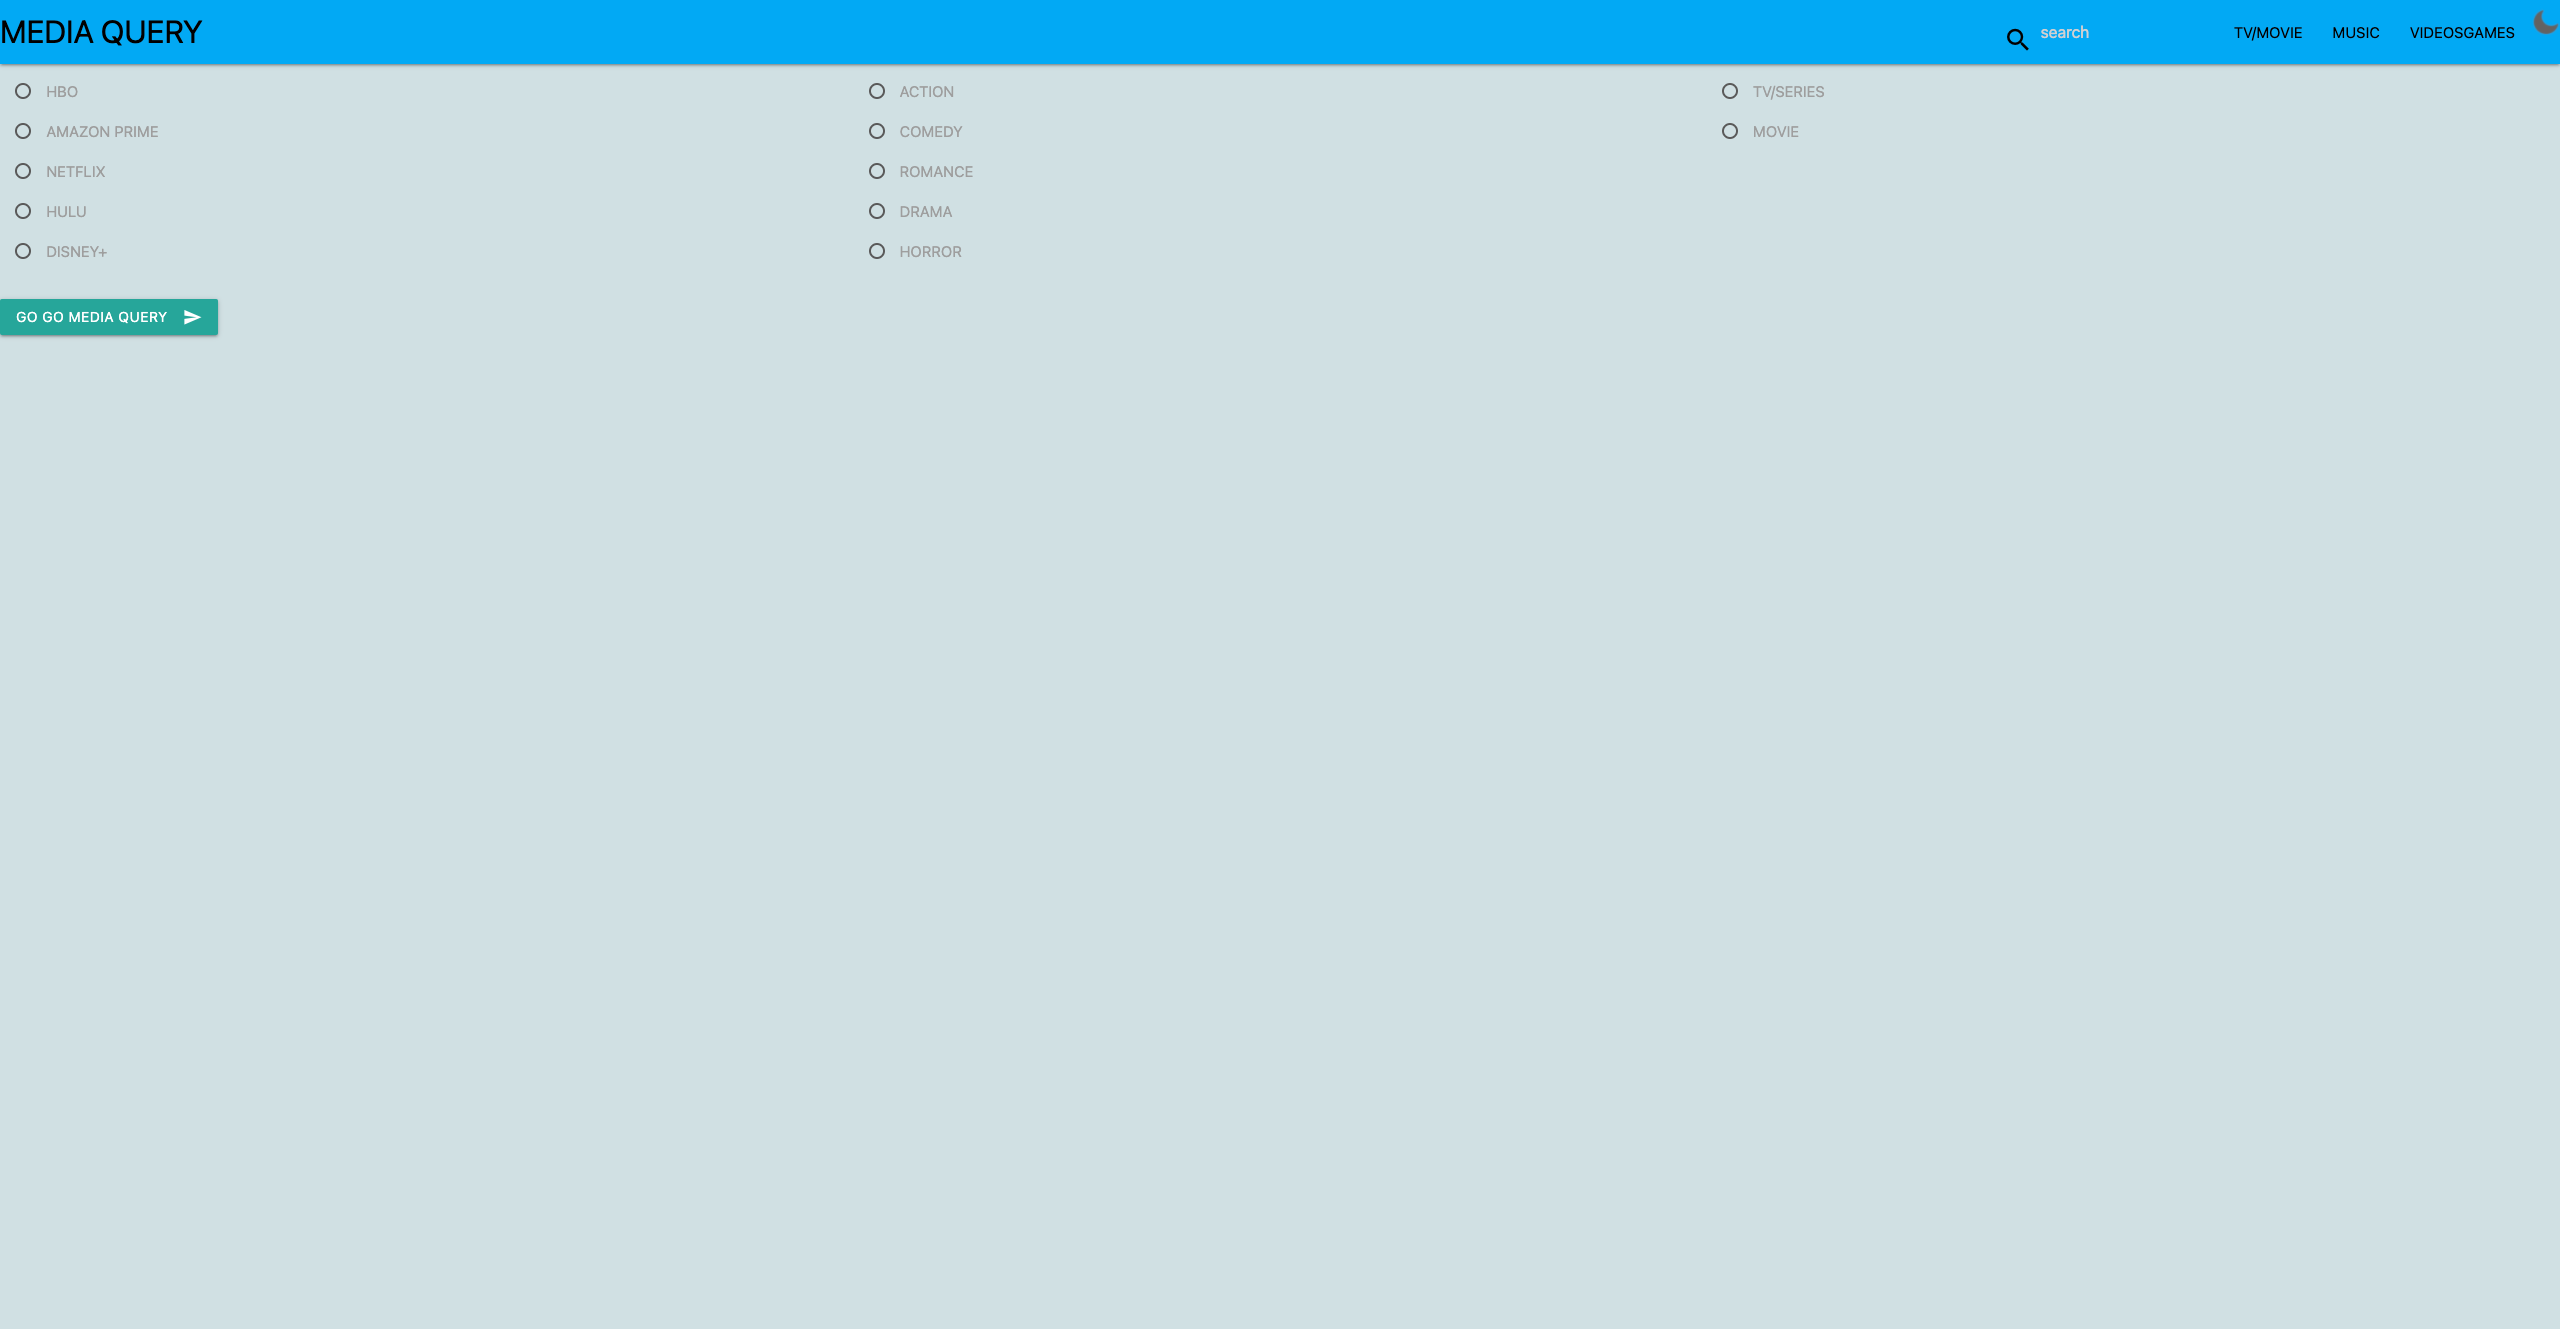 MEDIA QUERY
search
TV/MOVIE
MUSIC
VIDEOSGAMES
HBO
AMAZON PRIME
NETFLIX
HULU
DISNEY+
ACTION
COMEDY
ROMANCE
DRAMA
HORROR
TV/SERIES
MOVIE
GO GO MEDIA QUERY